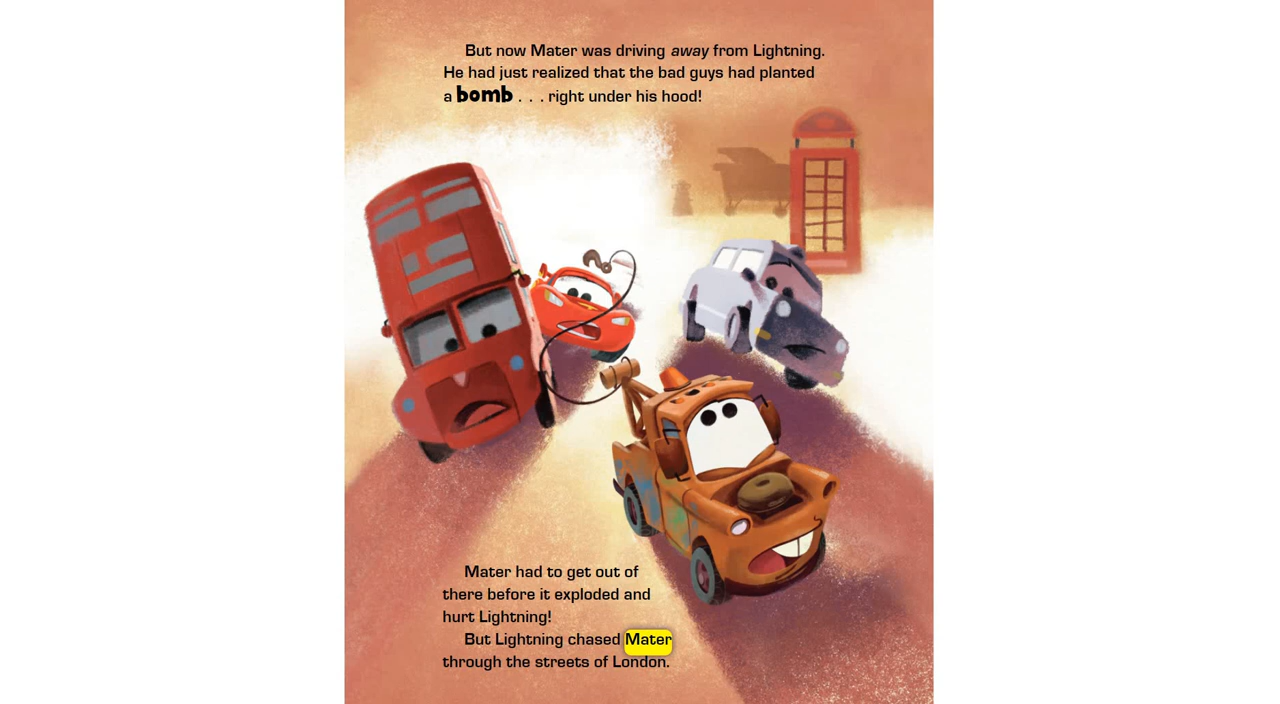 But now Mater was driving away from Lightning.
He had just realized that the bad guys had planted
a bomb . . . right under his hood!
Mater had to get out of
there before it exploded and
hurt Lightning!
But Lightning chased Mater
through the streets of London.